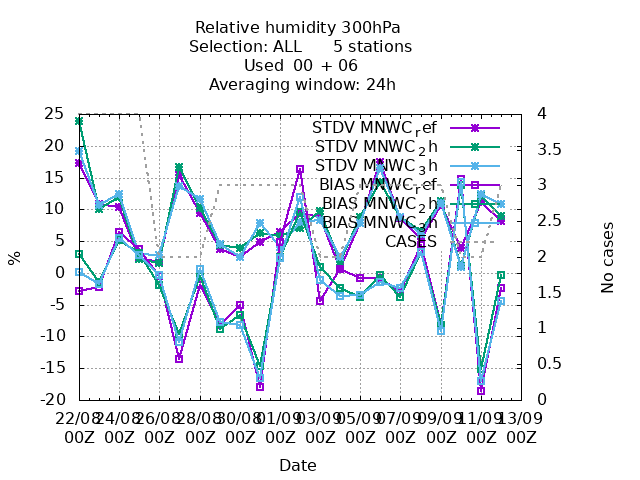 Relative humidity 300hPa
Selection: ALL 5 stations
Used 00 + 06
Averaging window: 24h
25
20
15
10
5
0
-5
-10
-15
-20
%
4
3.5
3
2.5
2
1.5
1
0.5
0
No cases
STDV MNWC_ref
STDV MNWC_2h
STDV MNWC_3h
BIAS MNWC_ref
BIAS MNWC_2h
BIAS MNWC_3h
CASES
22/08 24/08 26/08 28/08 30/08 01/09 03/09 05/09 07/09 09/09 11/09 13/09
00Z 00Z 00Z 00Z 00Z 00Z 00Z 00Z 00Z 00Z 00Z 00Z
Date